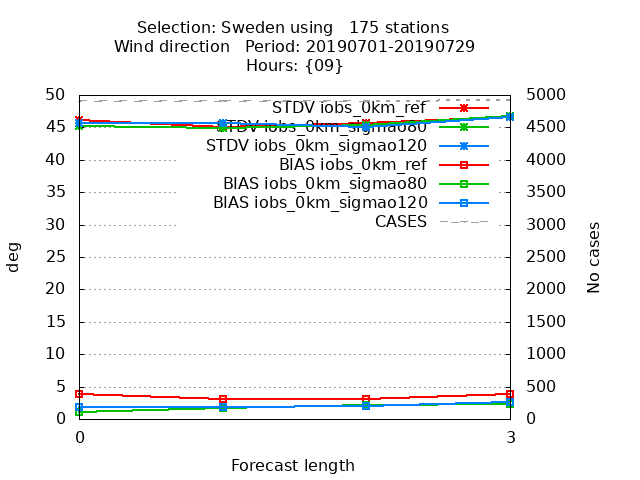 Selection: Sweden using   175 stations
Wind direction   Period: 20190701-20190729
Hours: {09}
50 5000
STDV iobs_0km_ref
45 4500
STDV iobs_0km_sigmao80
STDV iobs_0km_sigmao120
40 4000
BIAS iobs_0km_ref
35 3500
BIAS iobs_0km_sigmao80
BIAS iobs_0km_sigmao120
30 3000
CASES
25 2500
deg
No cases
20 2000
15 1500
10 1000
5 500
0 0
0 3
Forecast length